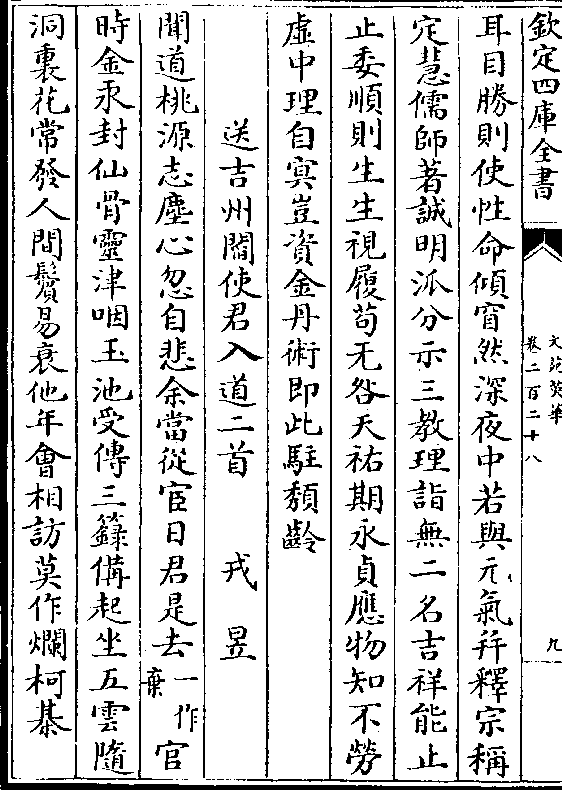 欽定四庫全書
文苑英華
卷二百二十八
九
耳目勝則使性命傾窅然深夜中若與元氣并釋宗稱
定慧儒師著誠明派分示三教理詣無二名吉祥能止
止委順則生生視履苟无咎天祐期永貞應物知不勞
虛中理自寞豈資金丹術即此駐頽齡
送吉州閻使君入道二首 戎昱
聞道桃源志塵心忽自悲余當從宦日君是去一作棄官
時金汞封仙骨靈津咽玉池受傳三籙備起坐五雲隨
洞裏花常發人間鬢易衰他年會相訪莫作爛柯棊